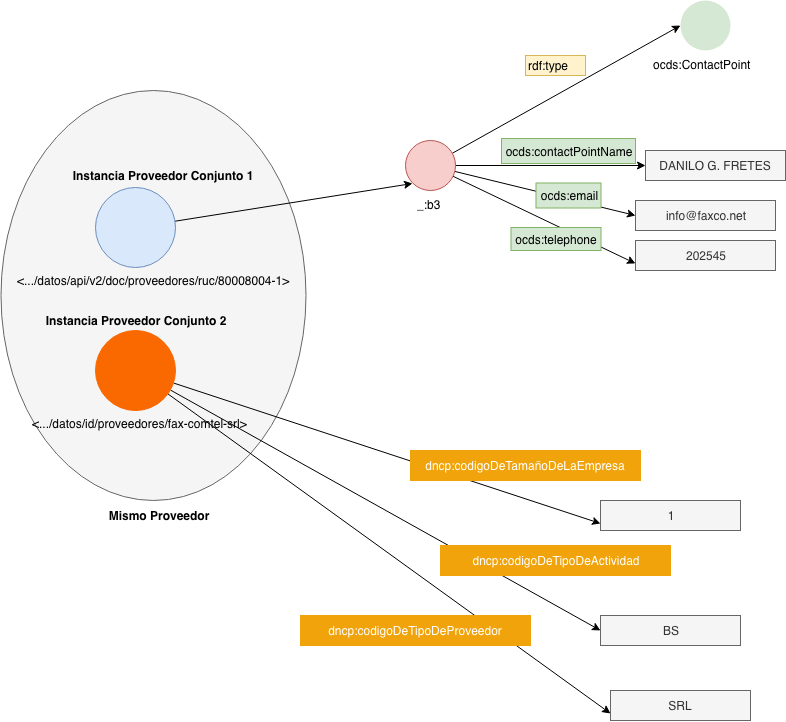 rdf:type
ocds:ContactPoint
ocds:contactPointName
DANILO G. FRETES
Instancia Proveedor Conjunto 1
ocds:email
_:b3
info@faxco.net
ocds:telephone
202545
<.../datos/api/v2/doc/proveedores/ruc/80008004-1>
Instancia Proveedor Conjunto 2
<.../datos/id/proveedores/fax-comtel-srl>
dncp:codigoDeTamañoDeLaEmpresa
Mismo Proveedor
1
dncp:codigoDeTipoDeActividad
dncp:codigoDeTipoDeProveedor
BS
SRL